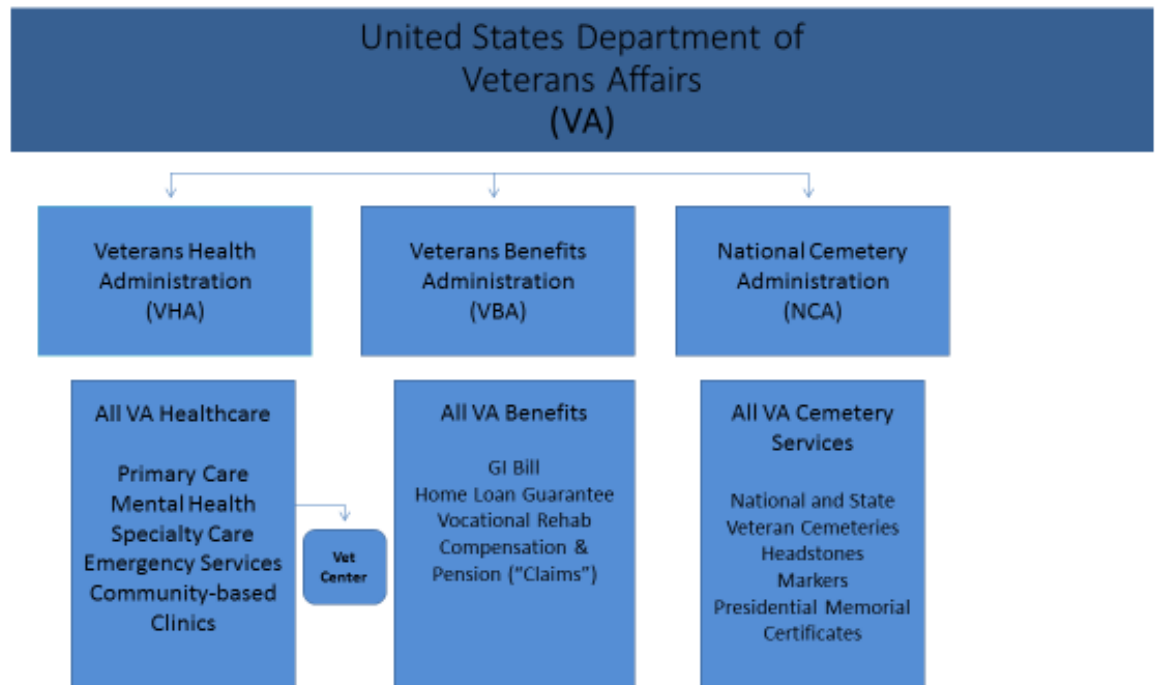 United States Department of
Veterans Affairs
(VA)
Veterans Health
Administration
(VHA)
Veterans Benefits
Administration
(VBA)
National Cemetery
Administration
(NCA)
All VA Healthcare
Primary Care
Mental Health
Specialty Care
Emergency Services
Community-based
Clinics
Vet
Center
All VA Benefits
GI Bill
Home Loan Guarantee
Vocational Rehab
Compensation &
Pension ("Claims")
All VA Cemetery
Services
National and State
Veteran Cemeteries
Headstones
Markers
Presidential Memorial
Certificates